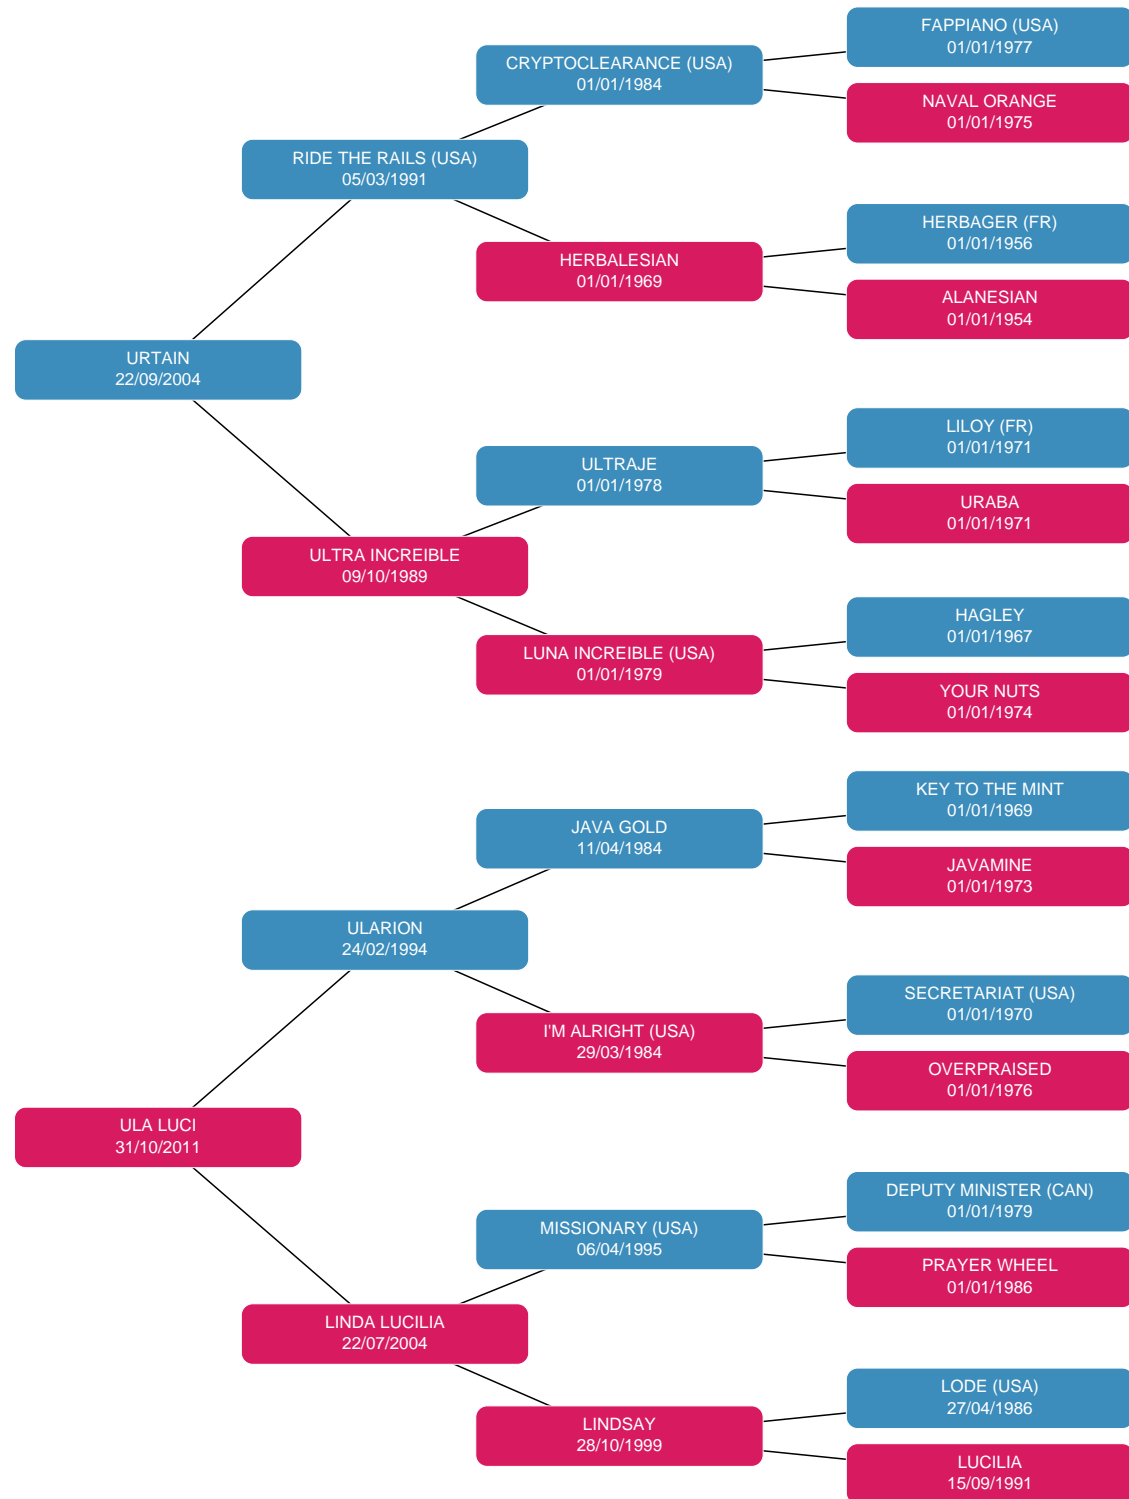 FAPPIANO (USA)
01/01/1977
CRYPTOCLEARANCE (USA)
01/01/1984
NAVAL ORANGE
01/01/1975
RIDE THE RAILS (USA)
05/03/1991
HERBAGER (FR)
01/01/1956
HERBALESIAN
01/01/1969
ALANESIAN
01/01/1954
URTAIN
22/09/2004
LILOY (FR)
01/01/1971
ULTRAJE
01/01/1978
URABA
01/01/1971
ULTRA INCREIBLE
09/10/1989
HAGLEY
01/01/1967
LUNA INCREIBLE (USA)
01/01/1979
YOUR NUTS
01/01/1974
KEY TO THE MINT
01/01/1969
JAVA GOLD
11/04/1984
JAVAMINE
01/01/1973
ULARION
24/02/1994
SECRETARIAT (USA)
01/01/1970
I'M ALRIGHT (USA)
29/03/1984
OVERPRAISED
01/01/1976
ULA LUCI
31/10/2011
DEPUTY MINISTER (CAN)
01/01/1979
MISSIONARY (USA)
06/04/1995
PRAYER WHEEL
01/01/1986
LINDA LUCILIA
22/07/2004
LODE (USA)
27/04/1986
LINDSAY
28/10/1999
LUCILIA
15/09/1991